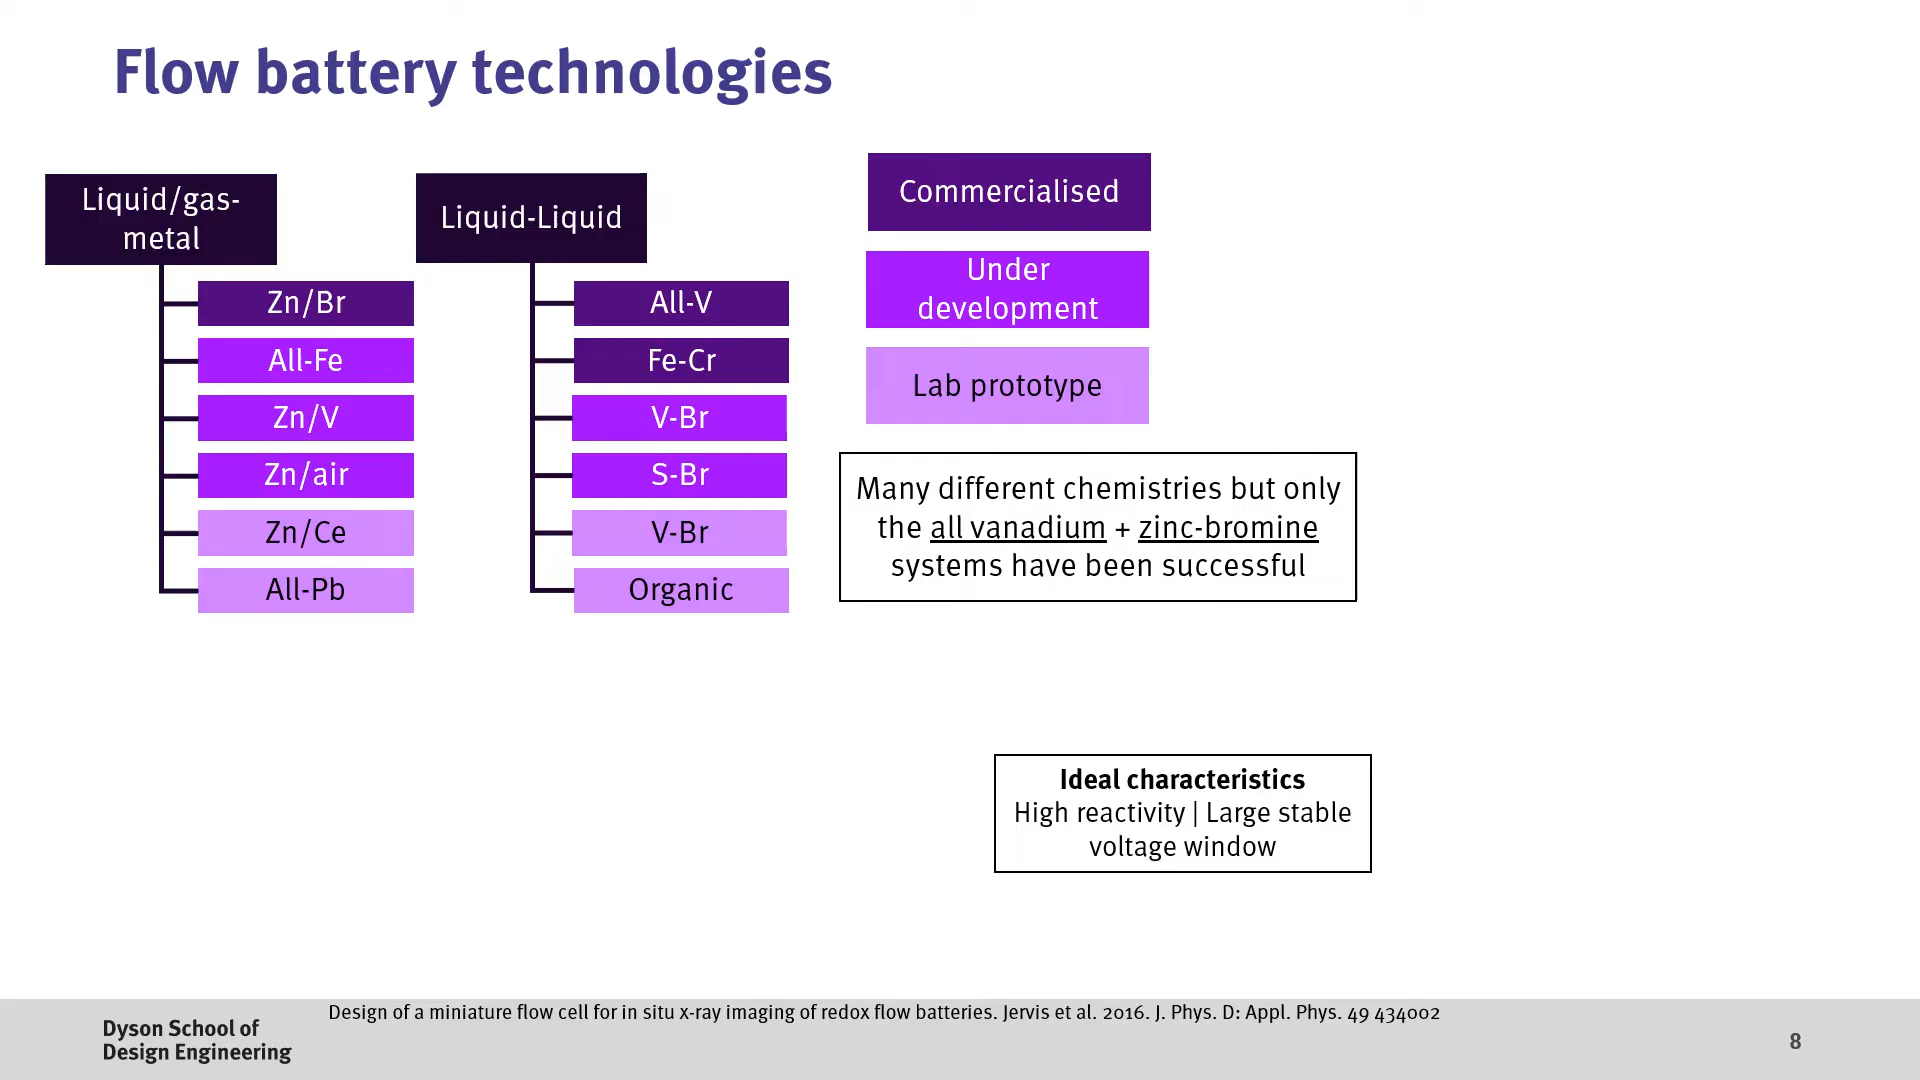 Flow battery technologies
Liquid/gas-
metal
Zn/Br
All-Fe
Zn/V
Zn/air
Zn/Ce
All-Pb
Liquid-Liquid
All-V
Fe-Cr
V-Br
S-Br
V-Br
Organic
Commercialised
Under
development
Lab prototype
Many different chemistries but only
the all vanadium + zinc-bromine
systems have been successful
Ideal characteristics
High reactivity | Large stable
voltage window
Design of a miniature flow cell for in situ x-ray imaging of redox flow batteries. Jervis et al. 2016. J. Phys. D: Appl. Phys. 49 434002
Dyson School of
Design Engineering
8